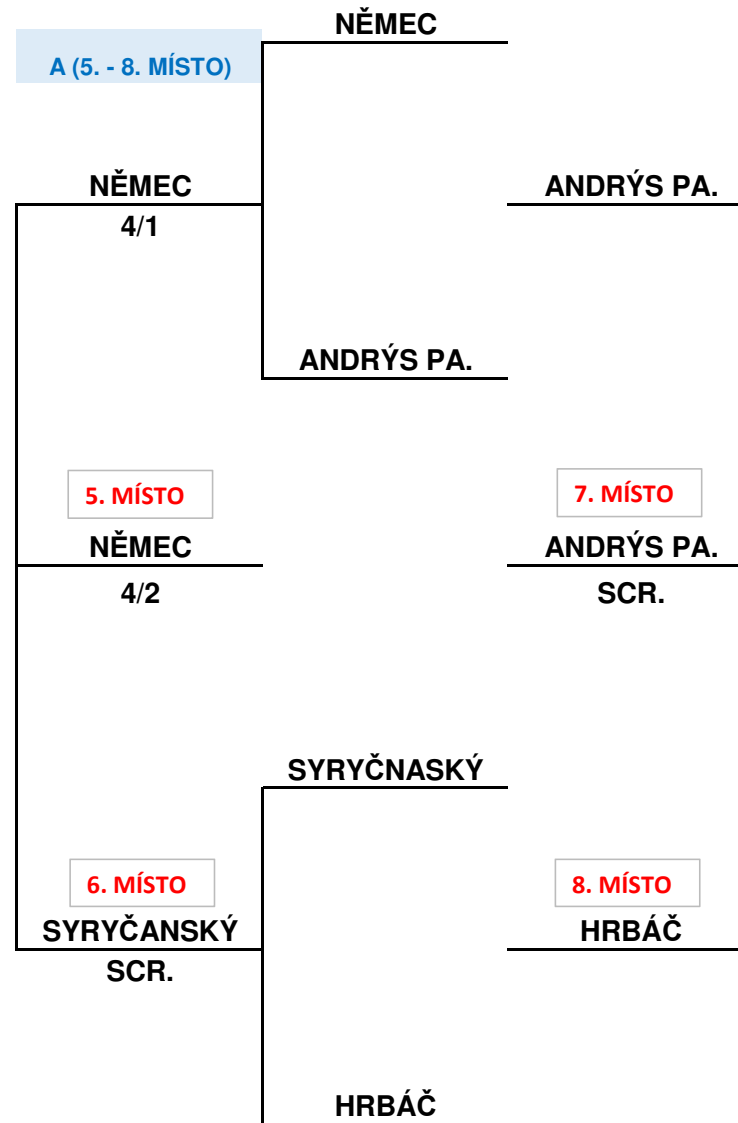 NĚMEC
A (5. - 8. MÍSTO)
NĚMEC
ANDRÝS PA.
4/1
ANDRÝS PA.
5. MÍSTO
7. MÍSTO
NĚMEC
ANDRÝS PA.
4/2
SCR.
SYRYČNASKÝ
6. MÍSTO
8. MÍSTO
SYRYČANSKÝ
HRBÁČ
SCR.
HRBÁČ